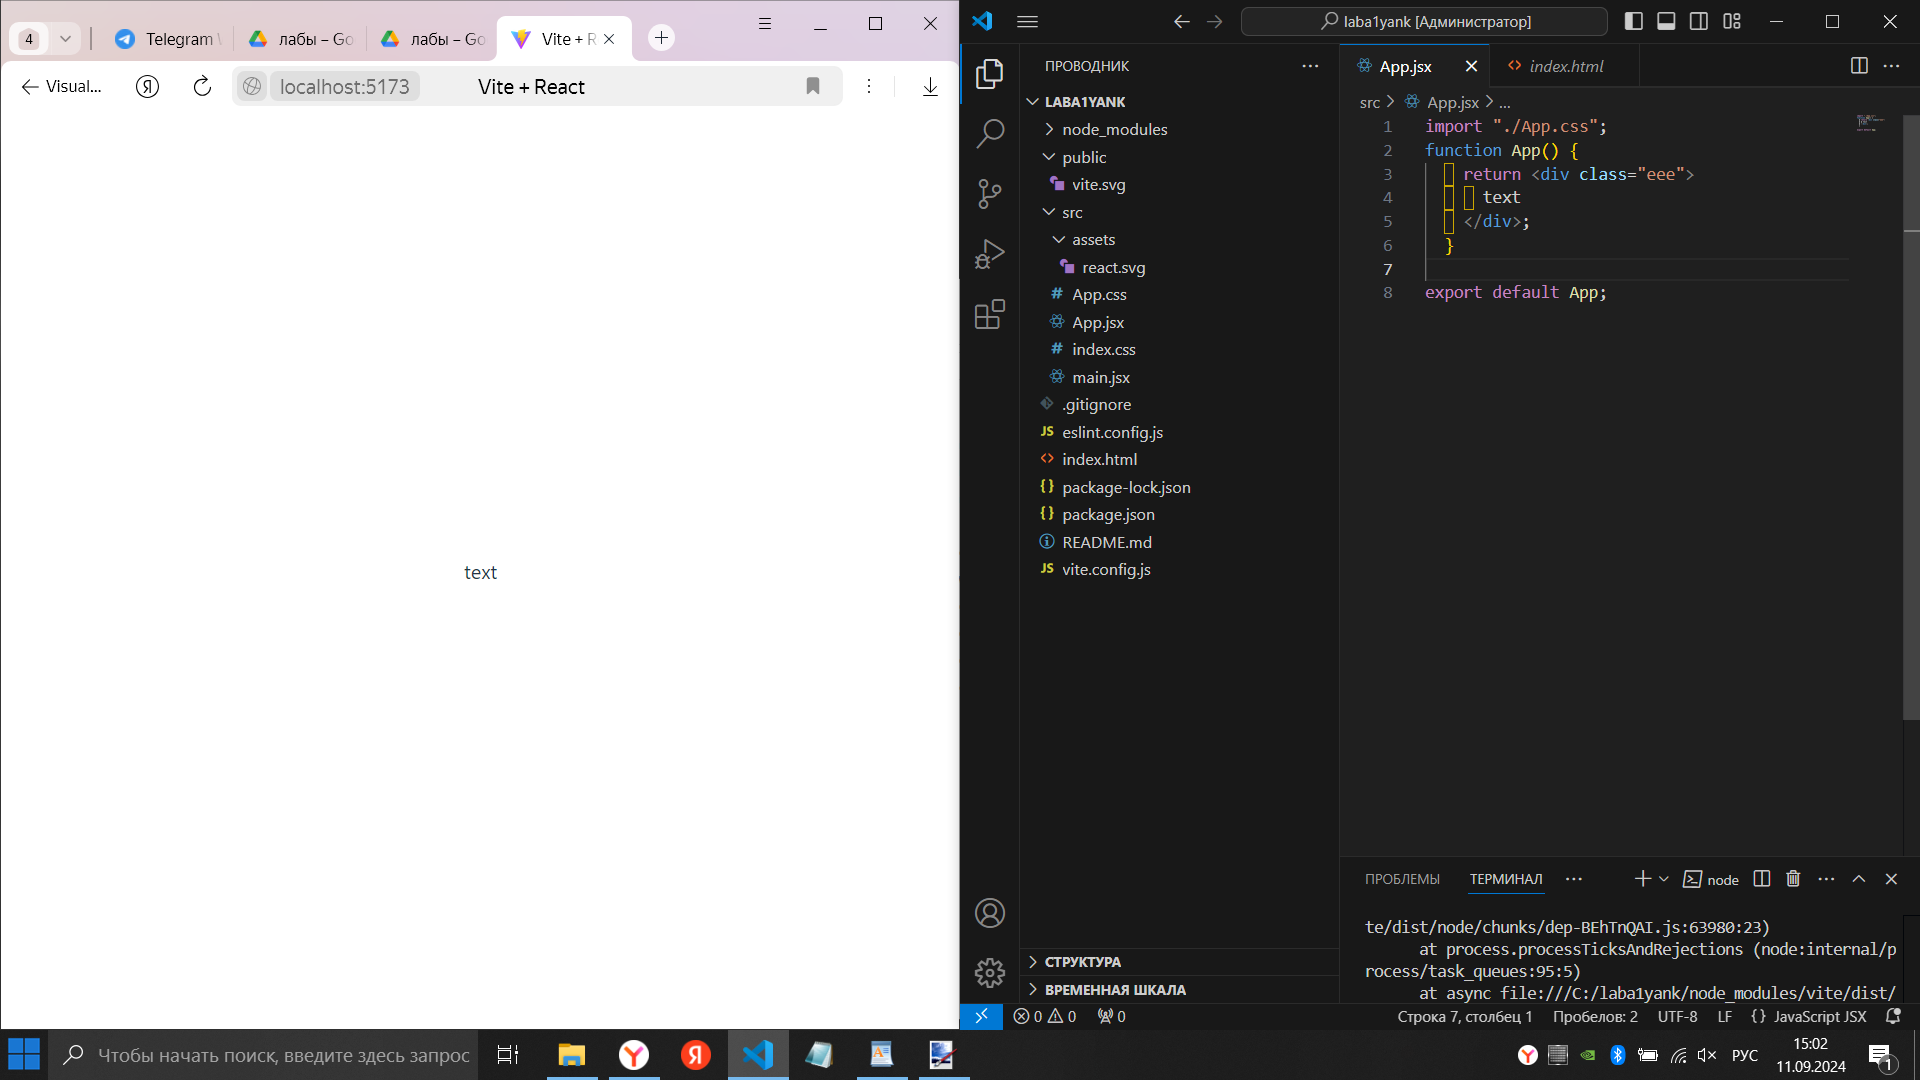 4
Telegram
лабы – Go
лабы – Go
Vite + R
Visual...
localhost:5173
Vite + React
text
laba1yank [Администратор]
ПРОВОДНИК
LABA1YANK
node_modules
public
vite.svg
src
assets
react.svg
App.css
App.jsx
index.css
main.jsx
.gitignore
eslint.config.js
index.html
package-lock.json
package.json
README.md
vite.config.js
СТРУКТУРА
ВРЕМЕННАЯ ШКАЛА
App.jsx
index.html
src > App.jsx > ...
1 import "./App.css";
2 function App() {
3 return <div class="eee">
4 text
5 </div>;
6 }
7
8 export default App;
ПРОБЛЕМЫ
ТЕРМИНАЛ
node
te/dist/node/chunks/dep-BEhTnQAI.js:63980:23)
at process.processTicksAndRejections (node:internal/p
rocess/task_queues:95:5)
at async file:///C:/laba1yank/node_modules/vite/dist/
0 0 0
Строка 7, столбец 1
Пробелов: 2
UTF-8
LF
{} JavaScript JSX
Чтобы начать поиск, введите здесь запрос
РУС
15:02
11.09.2024
1